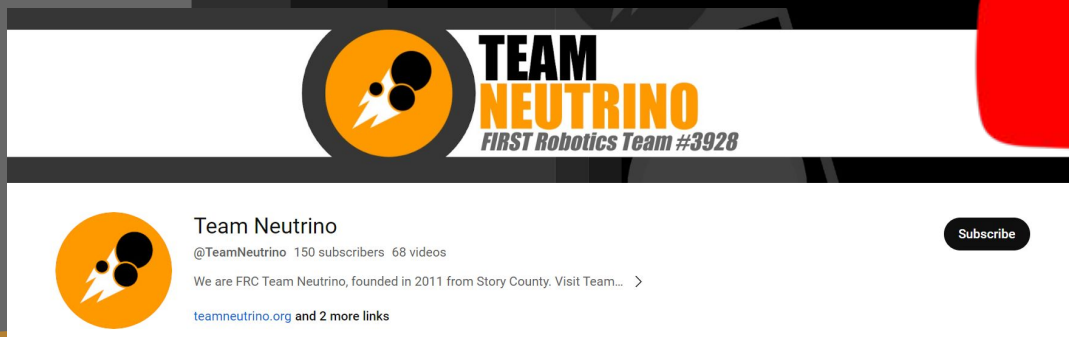 TEAM
NEUTRINO
FIRST Robotics Team #3928
Team Neutrino
@TeamNeutrino 150 subscribers 68 videos
Subscribe
We are FRC Team Neutrino, founded in 2011 from Story County. Visit Team...
teamneutrino.org and 2 more links